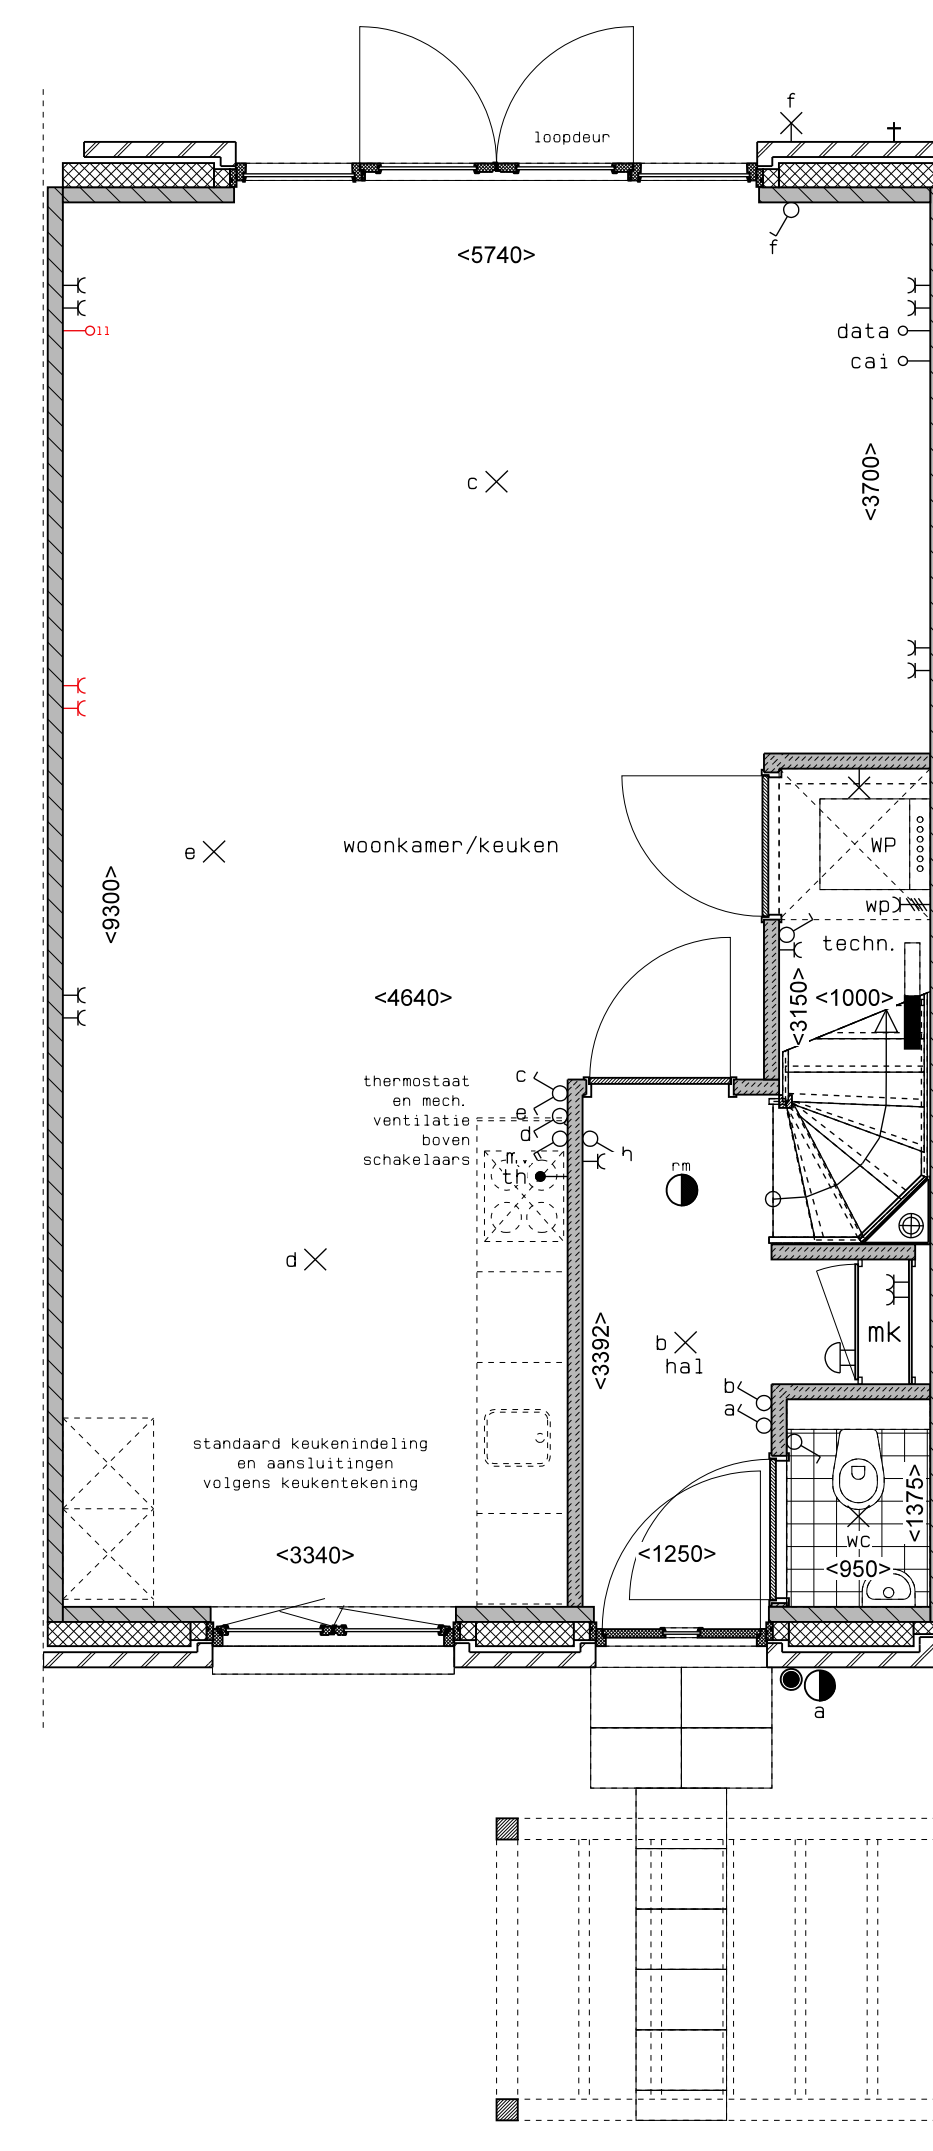 f
loopdeur
f
<5740>
11
data
cai
<3700>
c
e
woonkamer/keuken
WP
wp
techn.
<9300>
<4640>
<3150>
<1000>
thermostaat
en mech.
ventilatie
boven
schakelaars
c
e
d
m.
th
h
rm
d
<3392>
b
hal
mk
b
a
standaard keukenindeling
en aansluitingen
volgens keukentekening
<1375>
wc
<3340>
<1250>
<950>
a